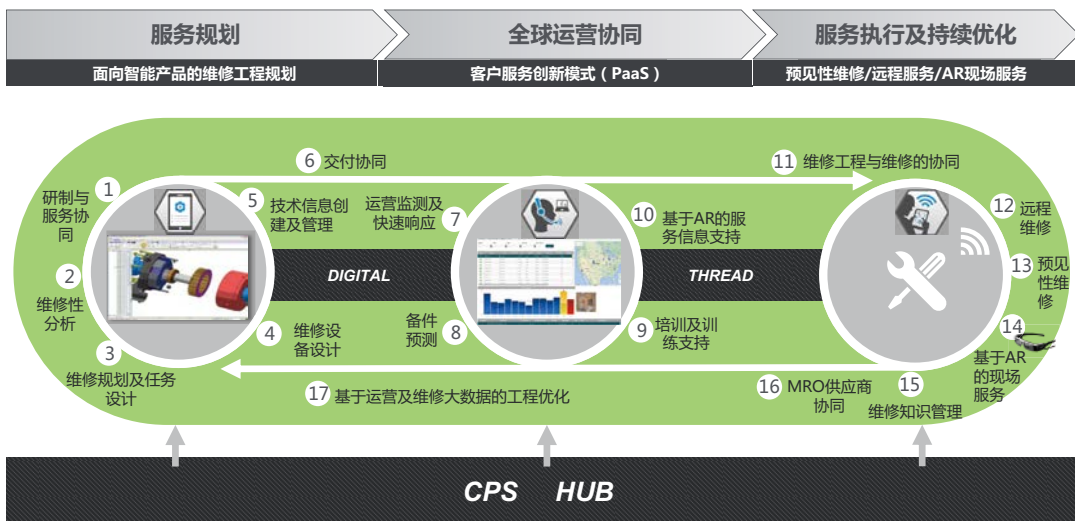 服务规划
全球运营协同
服务执行及持续优化
面向智能产品的维修工程规划
客户服务创新模式（PaaS）
预见性维修/远程服务/AR现场服务
1
研制与
服务协
同
2
维修性
分析
3
维修规划及任务
设计
4
维修设
备设计
5
技术信息创
建及管理
6 交付协同
7
运营监测及
快速响应
8
备件
预测
9
培训及训
练支持
10
基于AR的服
务信息支持
11 维修工程与维修的协同
12
远程
维修
13
预见
性维
修
14
基于AR
的现场
服务
15
维修知识管理
16
MRO供应商
协同
17 基于运营及维修大数据的工程优化
DIGITAL
THREAD
CPS HUB